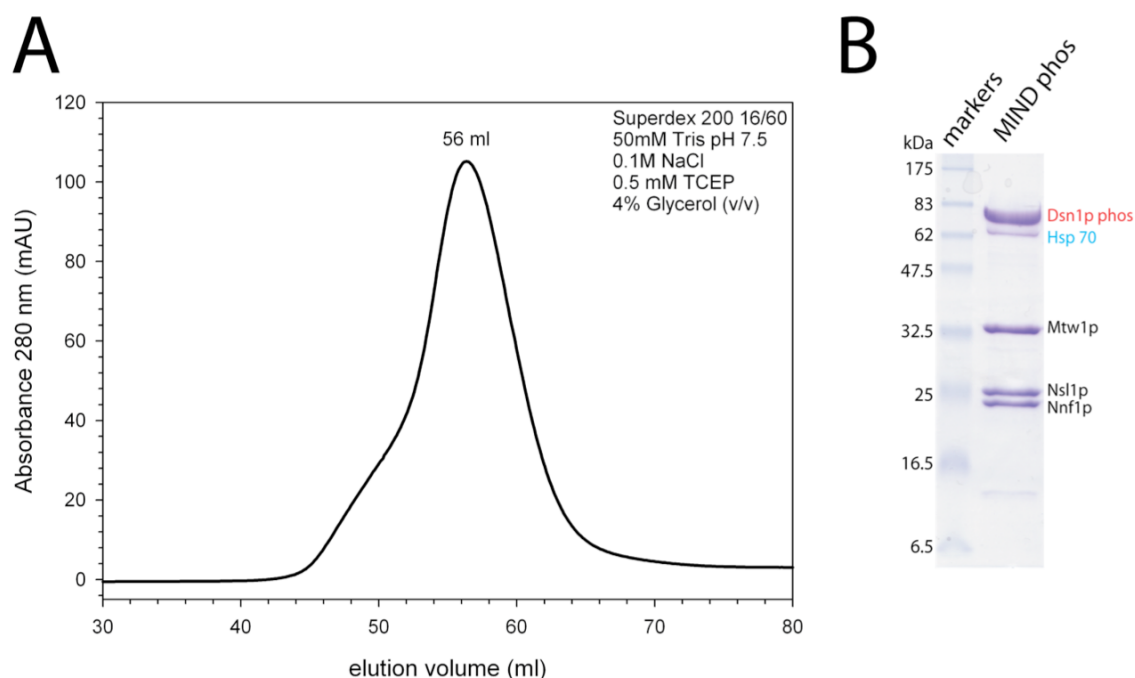 A
Absorbance 280 nm (mAU)
120
100
80
60
40
20
0
56 ml
Superdex 200 16/60
50mM Tris pH 7.5
0.1M NaCl
0.5 mM TCEP
4% Glycerol (v/v)
30 40 50 60 70 80
elution volume (ml)
B
markers
MIND phos
kDa
175
83
62
47.5
32.5
25
16.5
6.5
Dsn1p phos
Hsp 70
Mtw1p
Nsl1p
Nnf1p